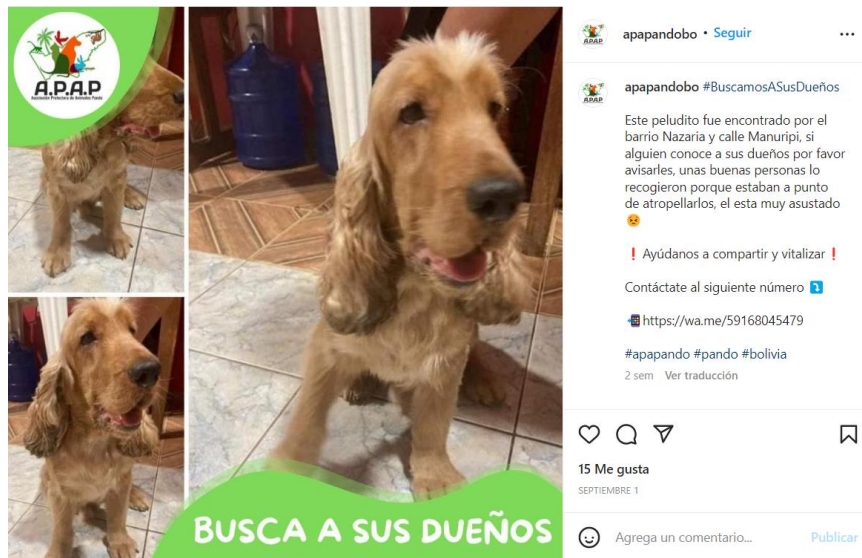 A.P.A.P
Asociación Protectora de Animales Pando
BUSCA A SUS DUEÑOS
apapandobo • Seguir
apapandobo #BuscamosASusDueños
Este peludito fue encontrado por el
barrio Nazaria y calle Manuripi, si
alguien conoce a sus dueños por favor
avisarles, unas buenas personas lo
recogieron porque estaban a punto
de atropellarlos, el esta muy asustado
😣
❗ Ayúdanos a compartir y vitalizar ❗
Contáctate al siguiente número ⤵️
📲https://wa.me/59168045479
#apapando #pando #bolivia
2 sem Ver traducción
15 Me gusta
SEPTIEMBRE 1
Agrega un comentario... Publicar